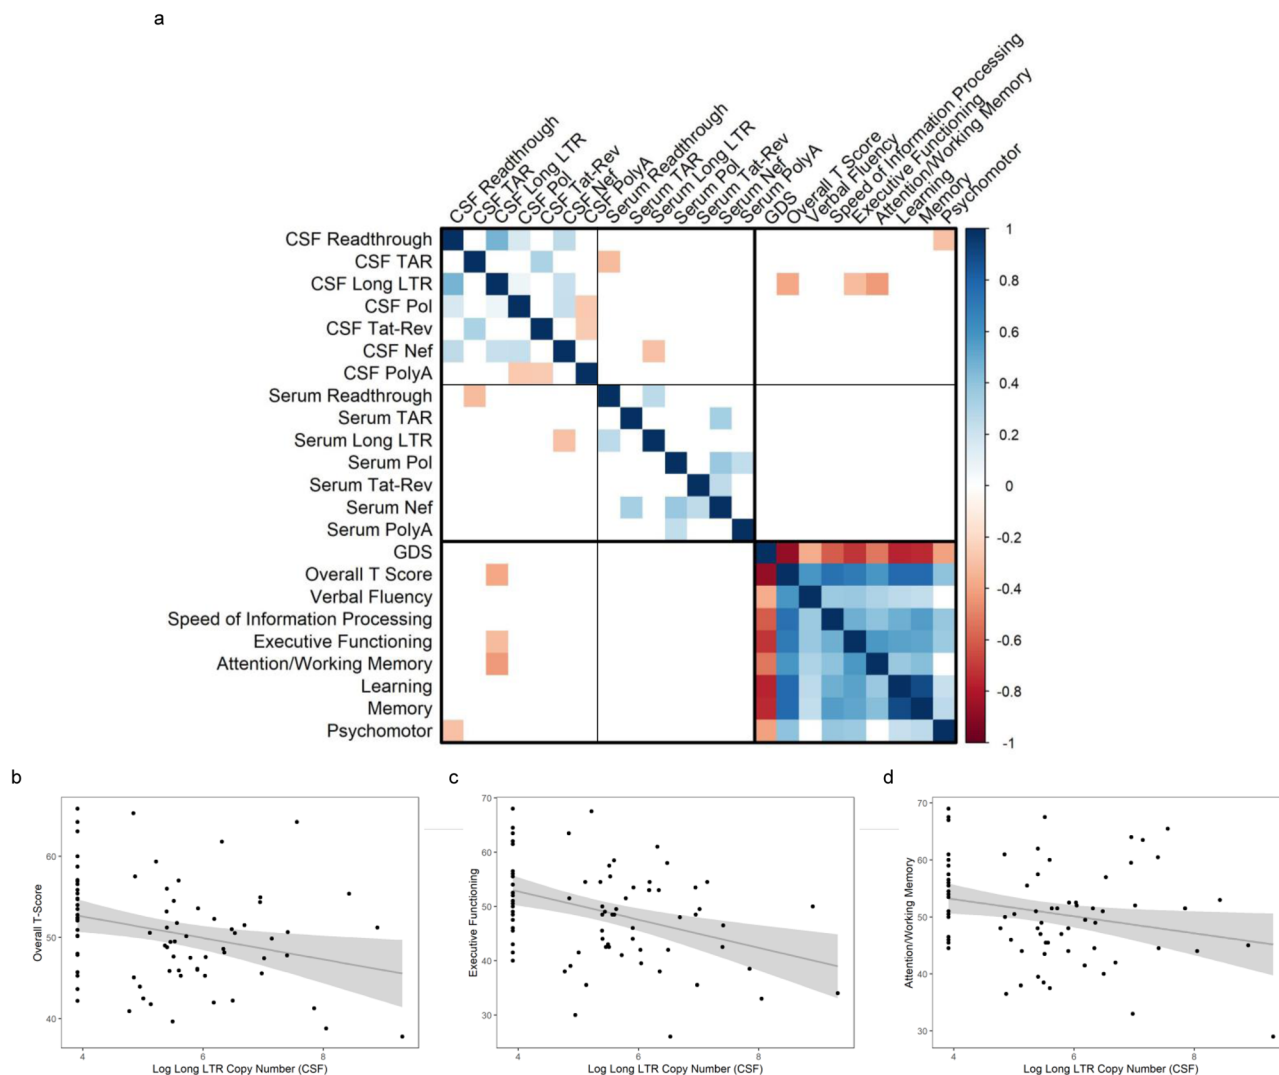 a
CSF Readthrough
CSF TAR
CSF Long LTR
CSF Pol
CSF Tat-Rev
CSF Nef
CSF PolyA
Serum Readthrough
Serum TAR
Serum Long LTR
Serum Pol
Serum Tat-Rev
Serum Nef
Serum PolyA
GDS
Overall T Score
Verbal Fluency
Speed of Information Processing
Executive Functioning
Attention/Working Memory
Learning
Memory
Psychomotor
CSF Readthrough
CSF TAR
CSF Long LTR
CSF Pol
CSF Tat-Rev
CSF Nef
CSF PolyA
Serum Readthrough
Serum TAR
Serum Long LTR
Serum Pol
Serum Tat-Rev
Serum Nef
Serum PolyA
GDS
Overall T Score
Verbal Fluency
Speed of Information Processing
Executive Functioning
Attention/Working Memory
Learning
Memory
Psychomotor
1
0.8
0.6
0.4
0.2
0
-0.2
-0.4
-0.6
-0.8
-1
b
Overall T-Score
60
50
40
4 6 8
Log Long LTR Copy Number (CSF)
c
Executive Functioning
70
60
50
40
30
4 6 8
Log Long LTR Copy Number (CSF)
d
Attention/Working Memory
70
60
50
40
30
4 6 8
Log Long LTR Copy Number (CSF)